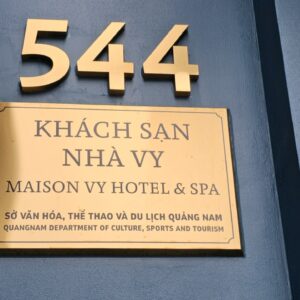 544
KHÁCH SẠN
NHÀ VY
MAISON VY HOTEL & SPA
SỞ VĂN HÓA, THỂ THAO VÀ DU LỊCH QUẢNG NAM
QUANGNAM DEPARTMENT OF CULTURE, SPORTS AND TOURISM